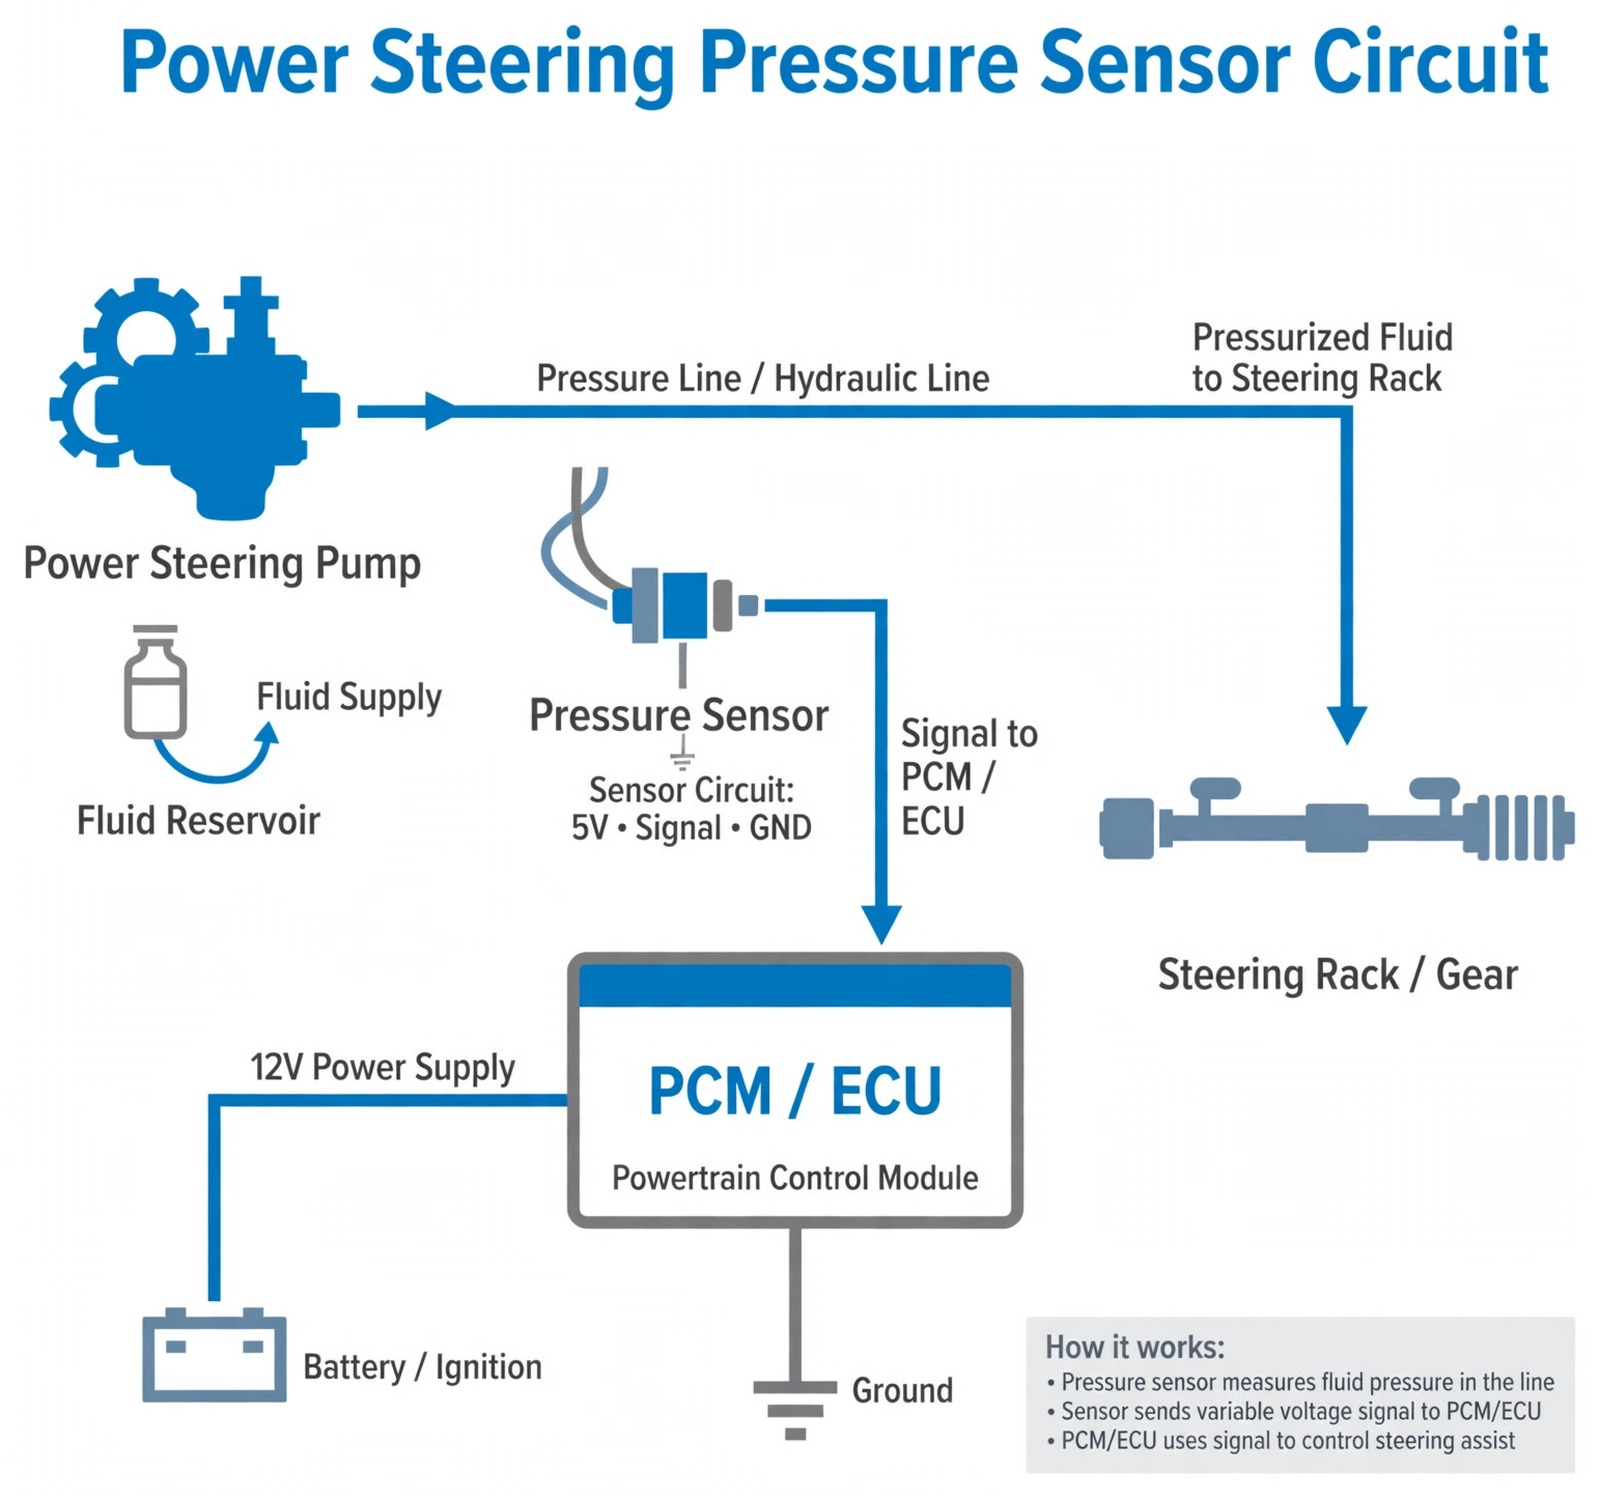 Power Steering Pressure Sensor Circuit
Pressure Line / Hydraulic Line
Pressurized Fluid
to Steering Rack
Power Steering Pump
Fluid Supply
Fluid Reservoir
Pressure Sensor
Sensor Circuit:
5V • Signal • GND
Signal to
PCM /
ECU
Steering Rack / Gear
12V Power Supply
PCM / ECU
Powertrain Control Module
Battery / Ignition
Ground
How it works:
• Pressure sensor measures fluid pressure in the line
• Sensor sends variable voltage signal to PCM/ECU
• PCM/ECU uses signal to control steering assist